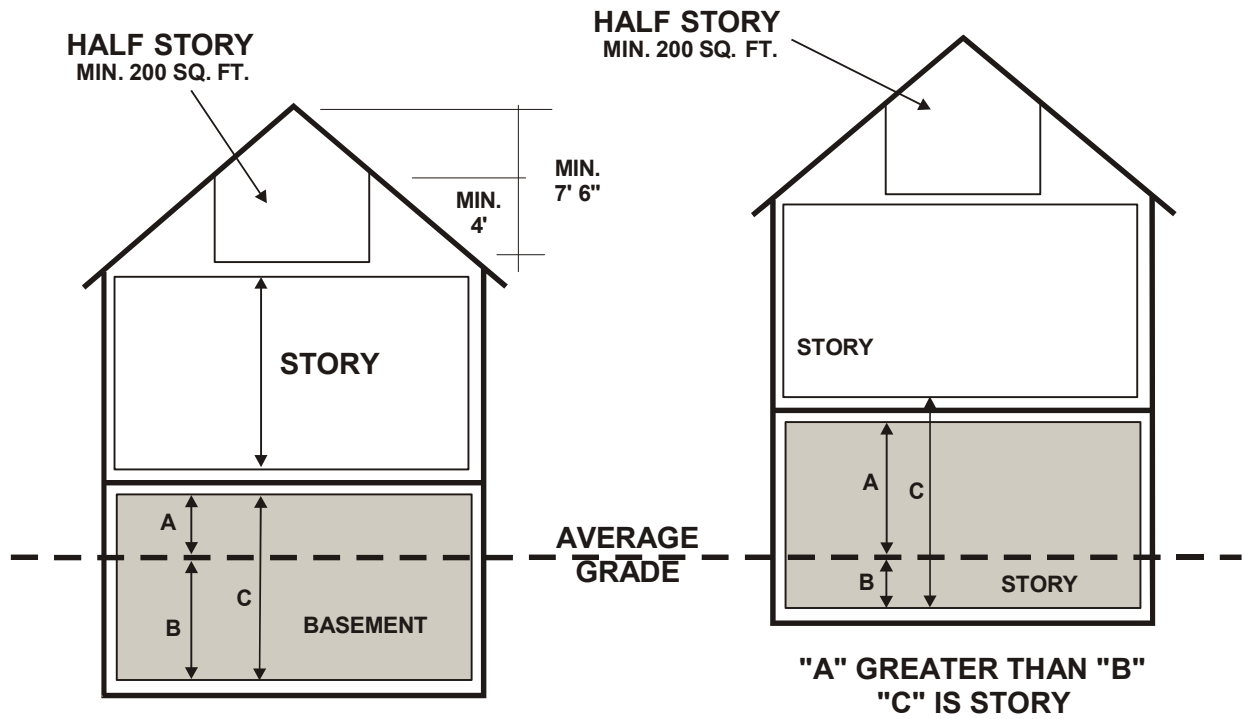 HALF STORY
MIN. 200 SQ. FT.
MIN.
7' 6"
MIN.
4'
STORY
A
B
C
BASEMENT
AVERAGE
GRADE
HALF STORY
MIN. 200 SQ. FT.
STORY
A
C
B
STORY
"A" GREATER THAN "B"
"C" IS STORY